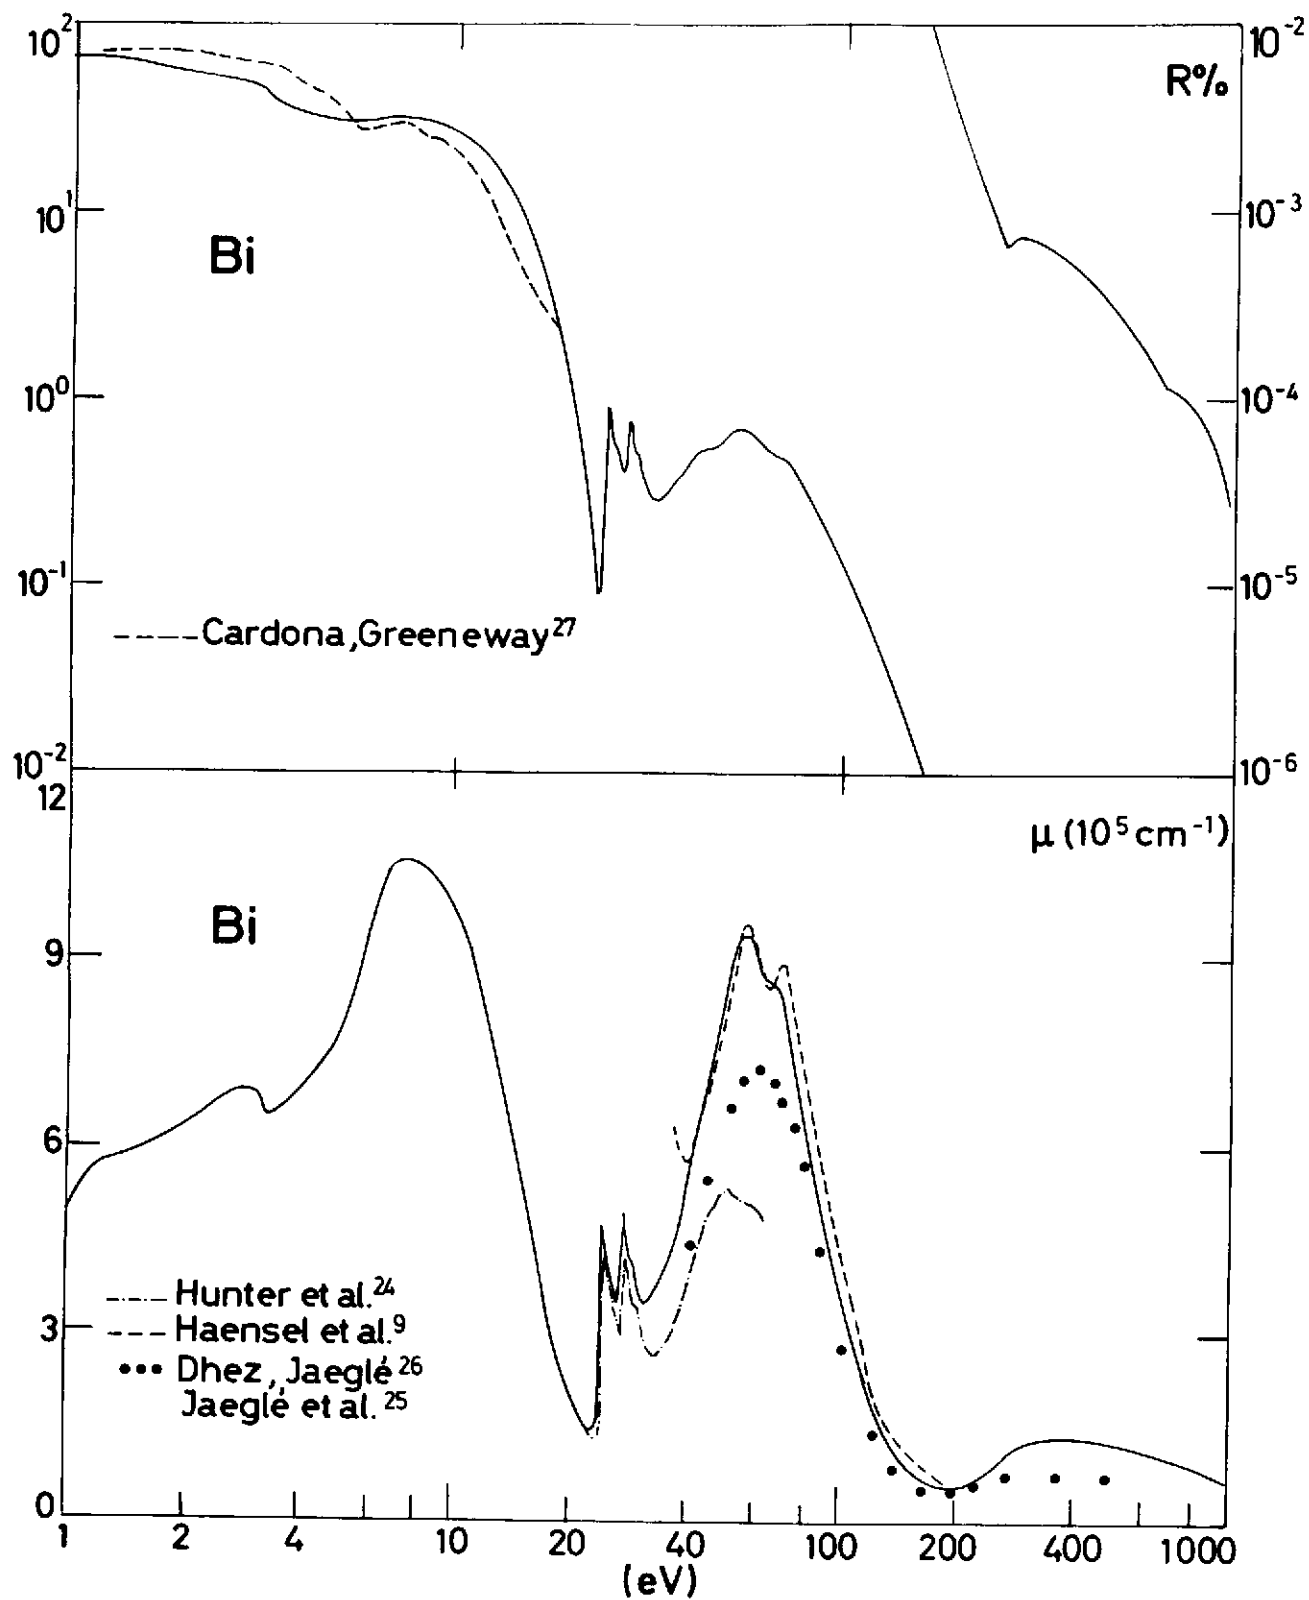 10² 10⁻²
R%
10¹ 10⁻³
Bi
10⁰ 10⁻⁴
10⁻¹ 10⁻⁵
Cardona,Greeneway²⁷
10⁻² 10⁻⁶
12
μ (10⁵ cm⁻¹)
Bi
9
6
Hunter et al.²⁴
3 Haensel et al.⁹
Dhez, Jaeglé²⁶
Jaeglé et al.²⁵
0
1 2 4 10 20 40 100 200 400 1000
(eV)